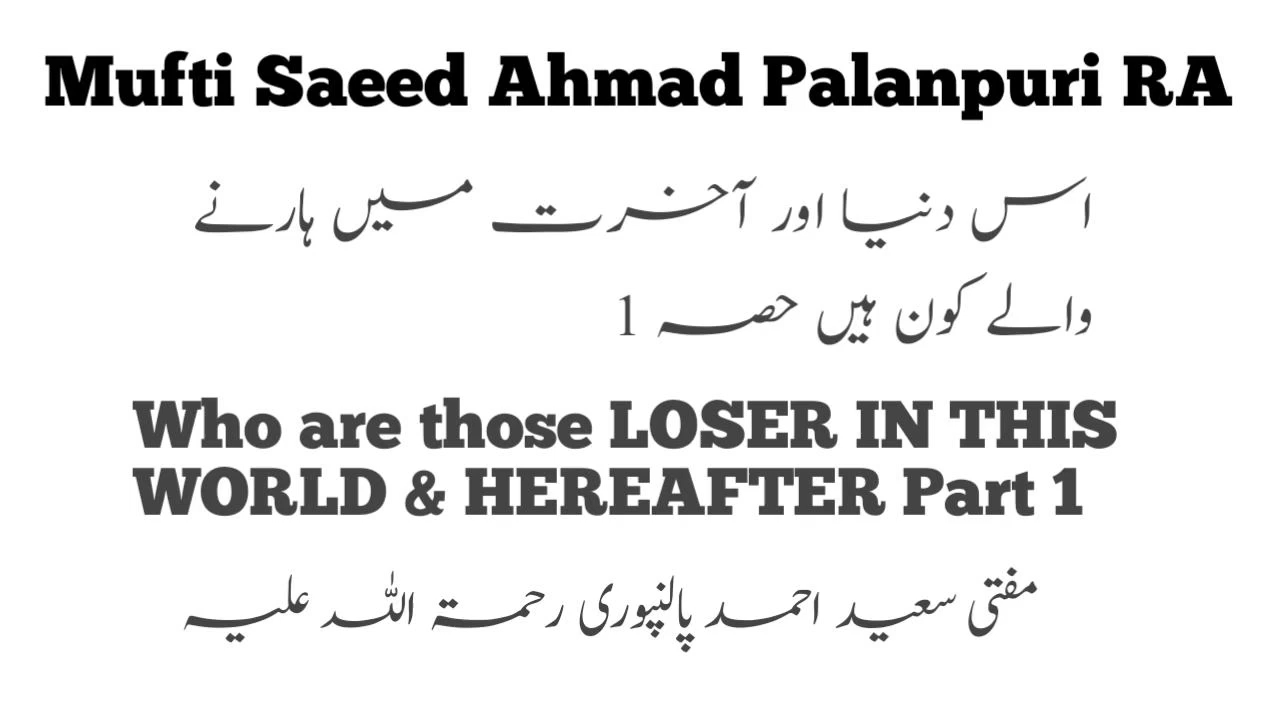 Mufti Saeed Ahmad Palanpuri RA
اس دنیا اور آخرت میں ہارنے
والے کون ہیں حصہ 1
Who are those LOSER IN THIS
WORLD & HEREAFTER Part 1
مفتی سعید احمد پالنپوری رحمۃ اللہ علیہ